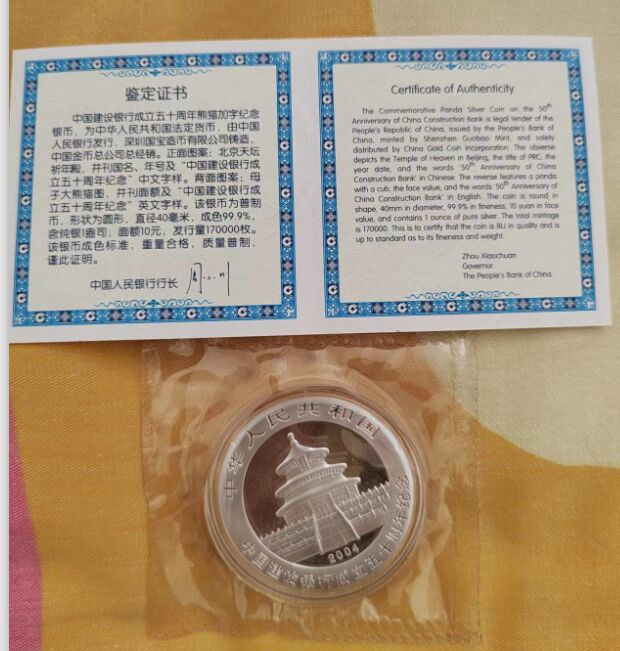 鉴定证书
中国建设银行成立五十周年熊猫加字纪念
银币，为中华人民共和国法定货币，由中国
人民银行发行，深圳国宝造币有限公司铸造，
中国金币总公司总经销。正面图案：北京天坛
祈年殿，并刊国名、年号及“中国建设银行成
立五十周年纪念”中文字样。背面图案：母
子大熊猫图，并刊面额及“中国建设银行成
立五十周年纪念”英文字样。该银币为普制
币，形状为圆形，直径40毫米，成色99.9%，
含纯银1盎司，面额10元，发行量170000枚。
该银币成色标准，重量合格，质量普制，
谨此证明。
中国人民银行行长
Certificate of Authenticity
The Commemorative Panda Silver Coin on the 50th
Anniversary of China Construction Bank is legal tender of the
People's Republic of China, issued by the People's Bank of
China, minted by Shenzhen Guobao Mint, and solely
distributed by China Gold Coin Incorporation. The obverse
depicts the Temple of Heaven in Beijing, the title of PRC, the
year date, and the words '50th Anniversary of China
Construction Bank' in Chinese. The reverse features a panda
with a cub, the face value, and the words '50th Anniversary of
China Construction Bank' in English. The coin is round in
shape, 40mm in diameter, 99.9% in fineness, 10 yuan in face
value, and contains 1 ounce of pure silver. The total mintage
is 170000. This is to certify that the coin is BU in quality and is
up to standard as to its fineness and weight.
Zhou Xiaochuan
Governor
The People's Bank of China
中华人民共和国
2004
中国建设银行成立五十周年纪念